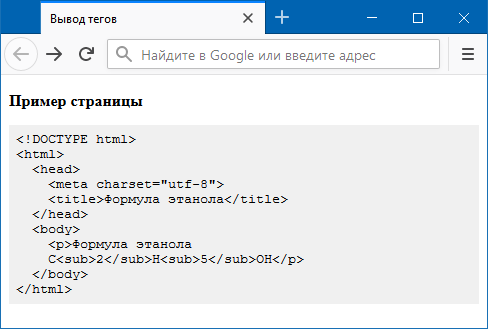 Вывод тегов
Найдите в Google или введите адрес
Пример страницы
<!DOCTYPE html>
<html>
  <head>
    <meta charset="utf-8">
    <title>Формула этанола</title>
  </head>
  <body>
    <p>Формула этанола
    C<sub>2</sub>H<sub>5</sub>OH</p>
  </body>
</html>